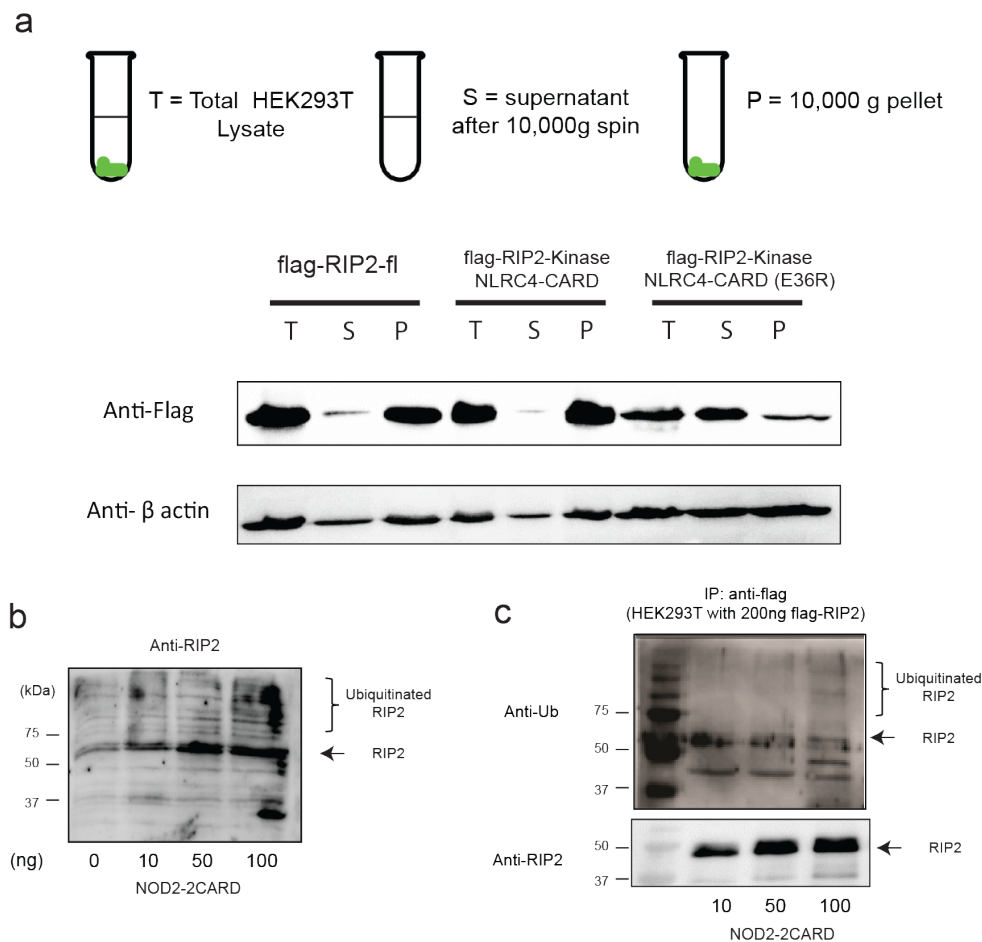 a
T = Total HEK293T
Lysate
S = supernatant
after 10,000g spin
P = 10,000 g pellet
flag-RIP2-fl
flag-RIP2-Kinase
NLRC4-CARD
flag-RIP2-Kinase
NLRC4-CARD (E36R)
T S P T S P T S P
Anti-Flag
Anti- β actin
b
Anti-RIP2
(kDa)
75
50
37
Ubiquitinated
RIP2
RIP2
(ng) 0 10 50 100
NOD2-2CARD
c
IP: anti-flag
(HEK293T with 200ng flag-RIP2)
Anti-Ub
75
50
37
Ubiquitinated
RIP2
RIP2
Anti-RIP2
50
37
RIP2
10 50 100
NOD2-2CARD